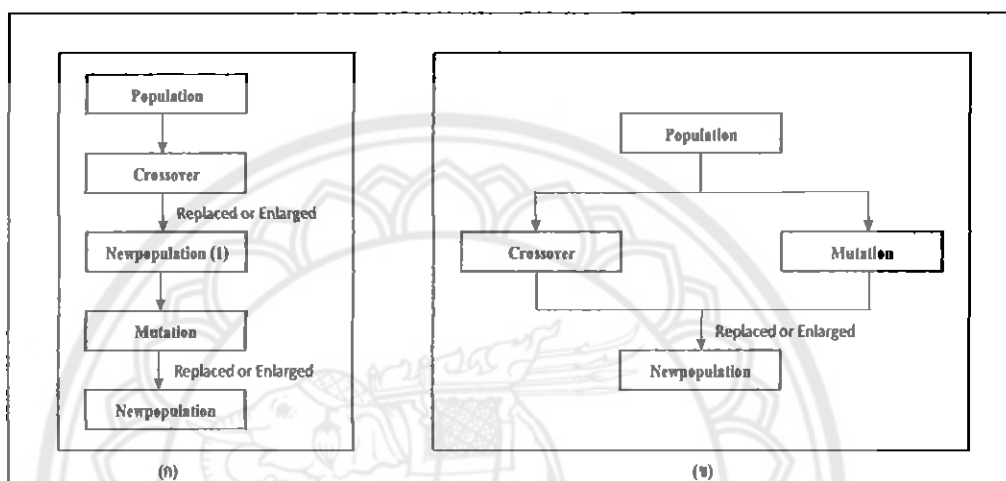 Population
Crossover
Replaced or Enlarged
Newpopulation (1)
Mutation
Replaced or Enlarged
Newpopulation
(ก)
Population
Crossover
Mutation
Replaced or Enlarged
Newpopulation
(ข)